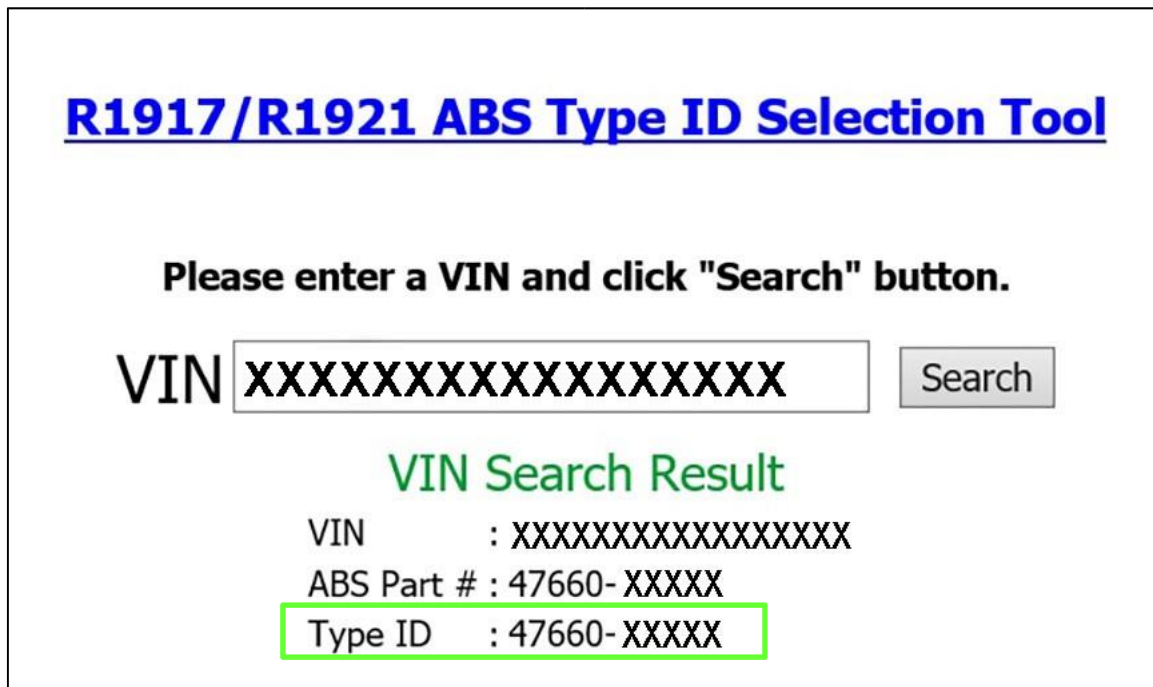 R1917/R1921 ABS Type ID Selection Tool
Please enter a VIN and click "Search" button.
VIN XXXXXXXXXXXXXXXXX Search
VIN Search Result
VIN : XXXXXXXXXXXXXXXXX
ABS Part # : 47660- XXXXX
Type ID : 47660- XXXXX